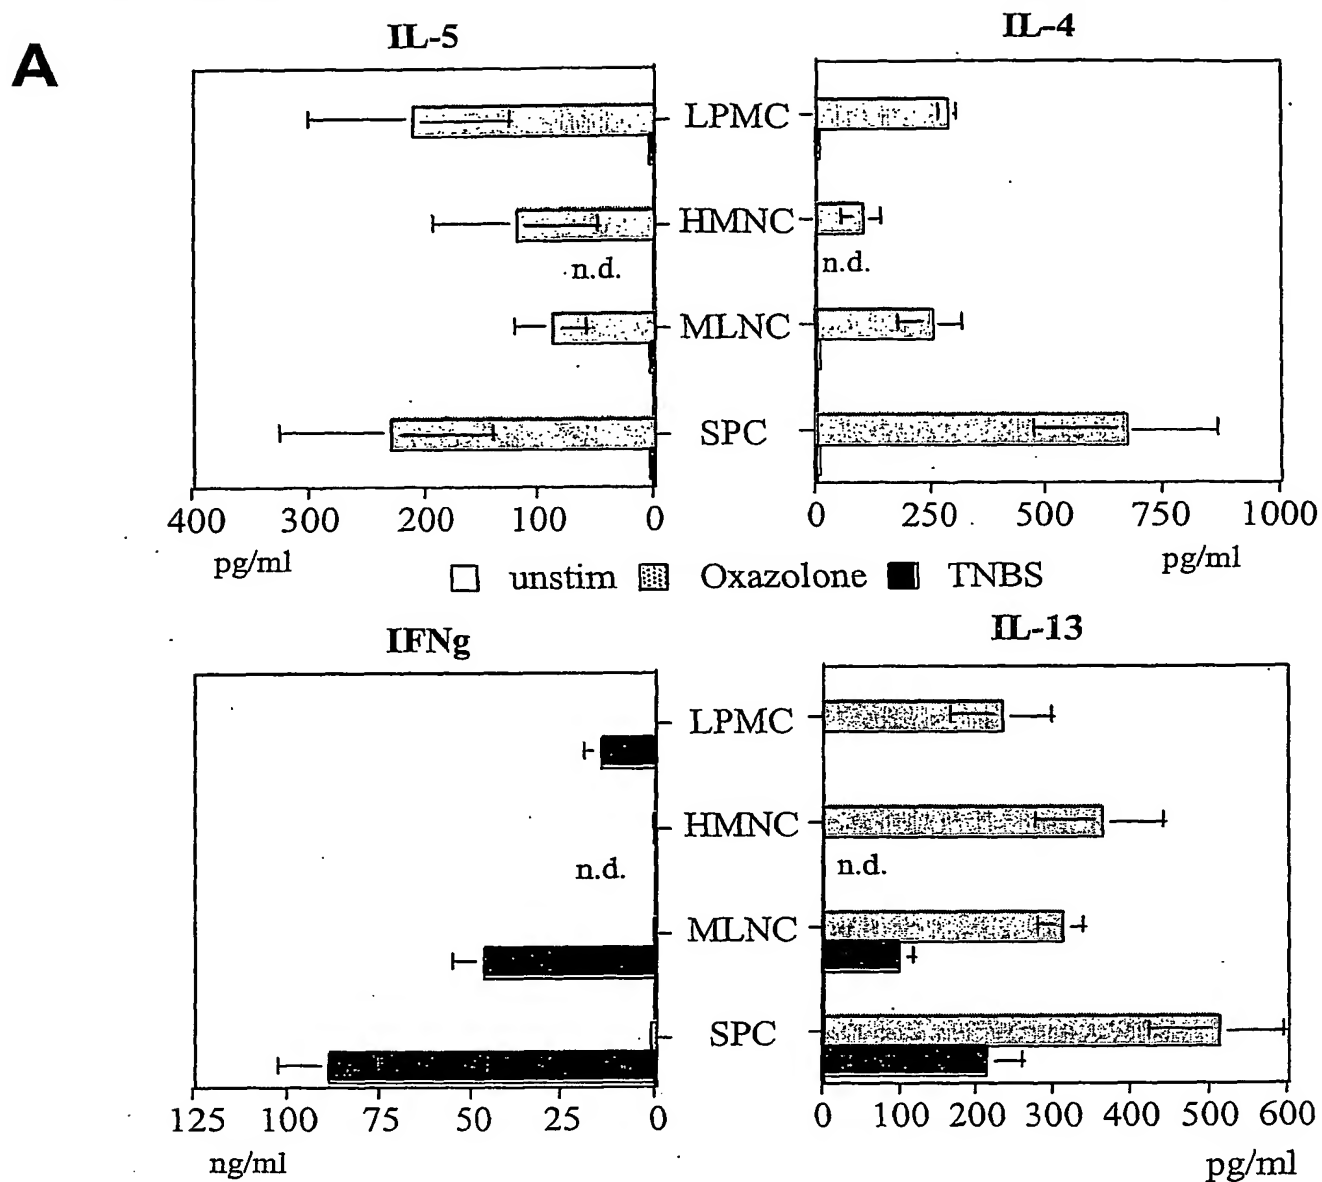 A
IL-5
IL-4
LPMC
HMNC
n.d.
n.d.
MLNC
SPC
400 300 200 100 0
0 250 500 750 1000
pg/ml
pg/ml
unstim Oxazolone TNBS
IFNg
IL-13
LPMC
HMNC
n.d.
n.d.
MLNC
SPC
125 100 75 50 25 0
0 100 200 300 400 500 600
ng/ml
pg/ml